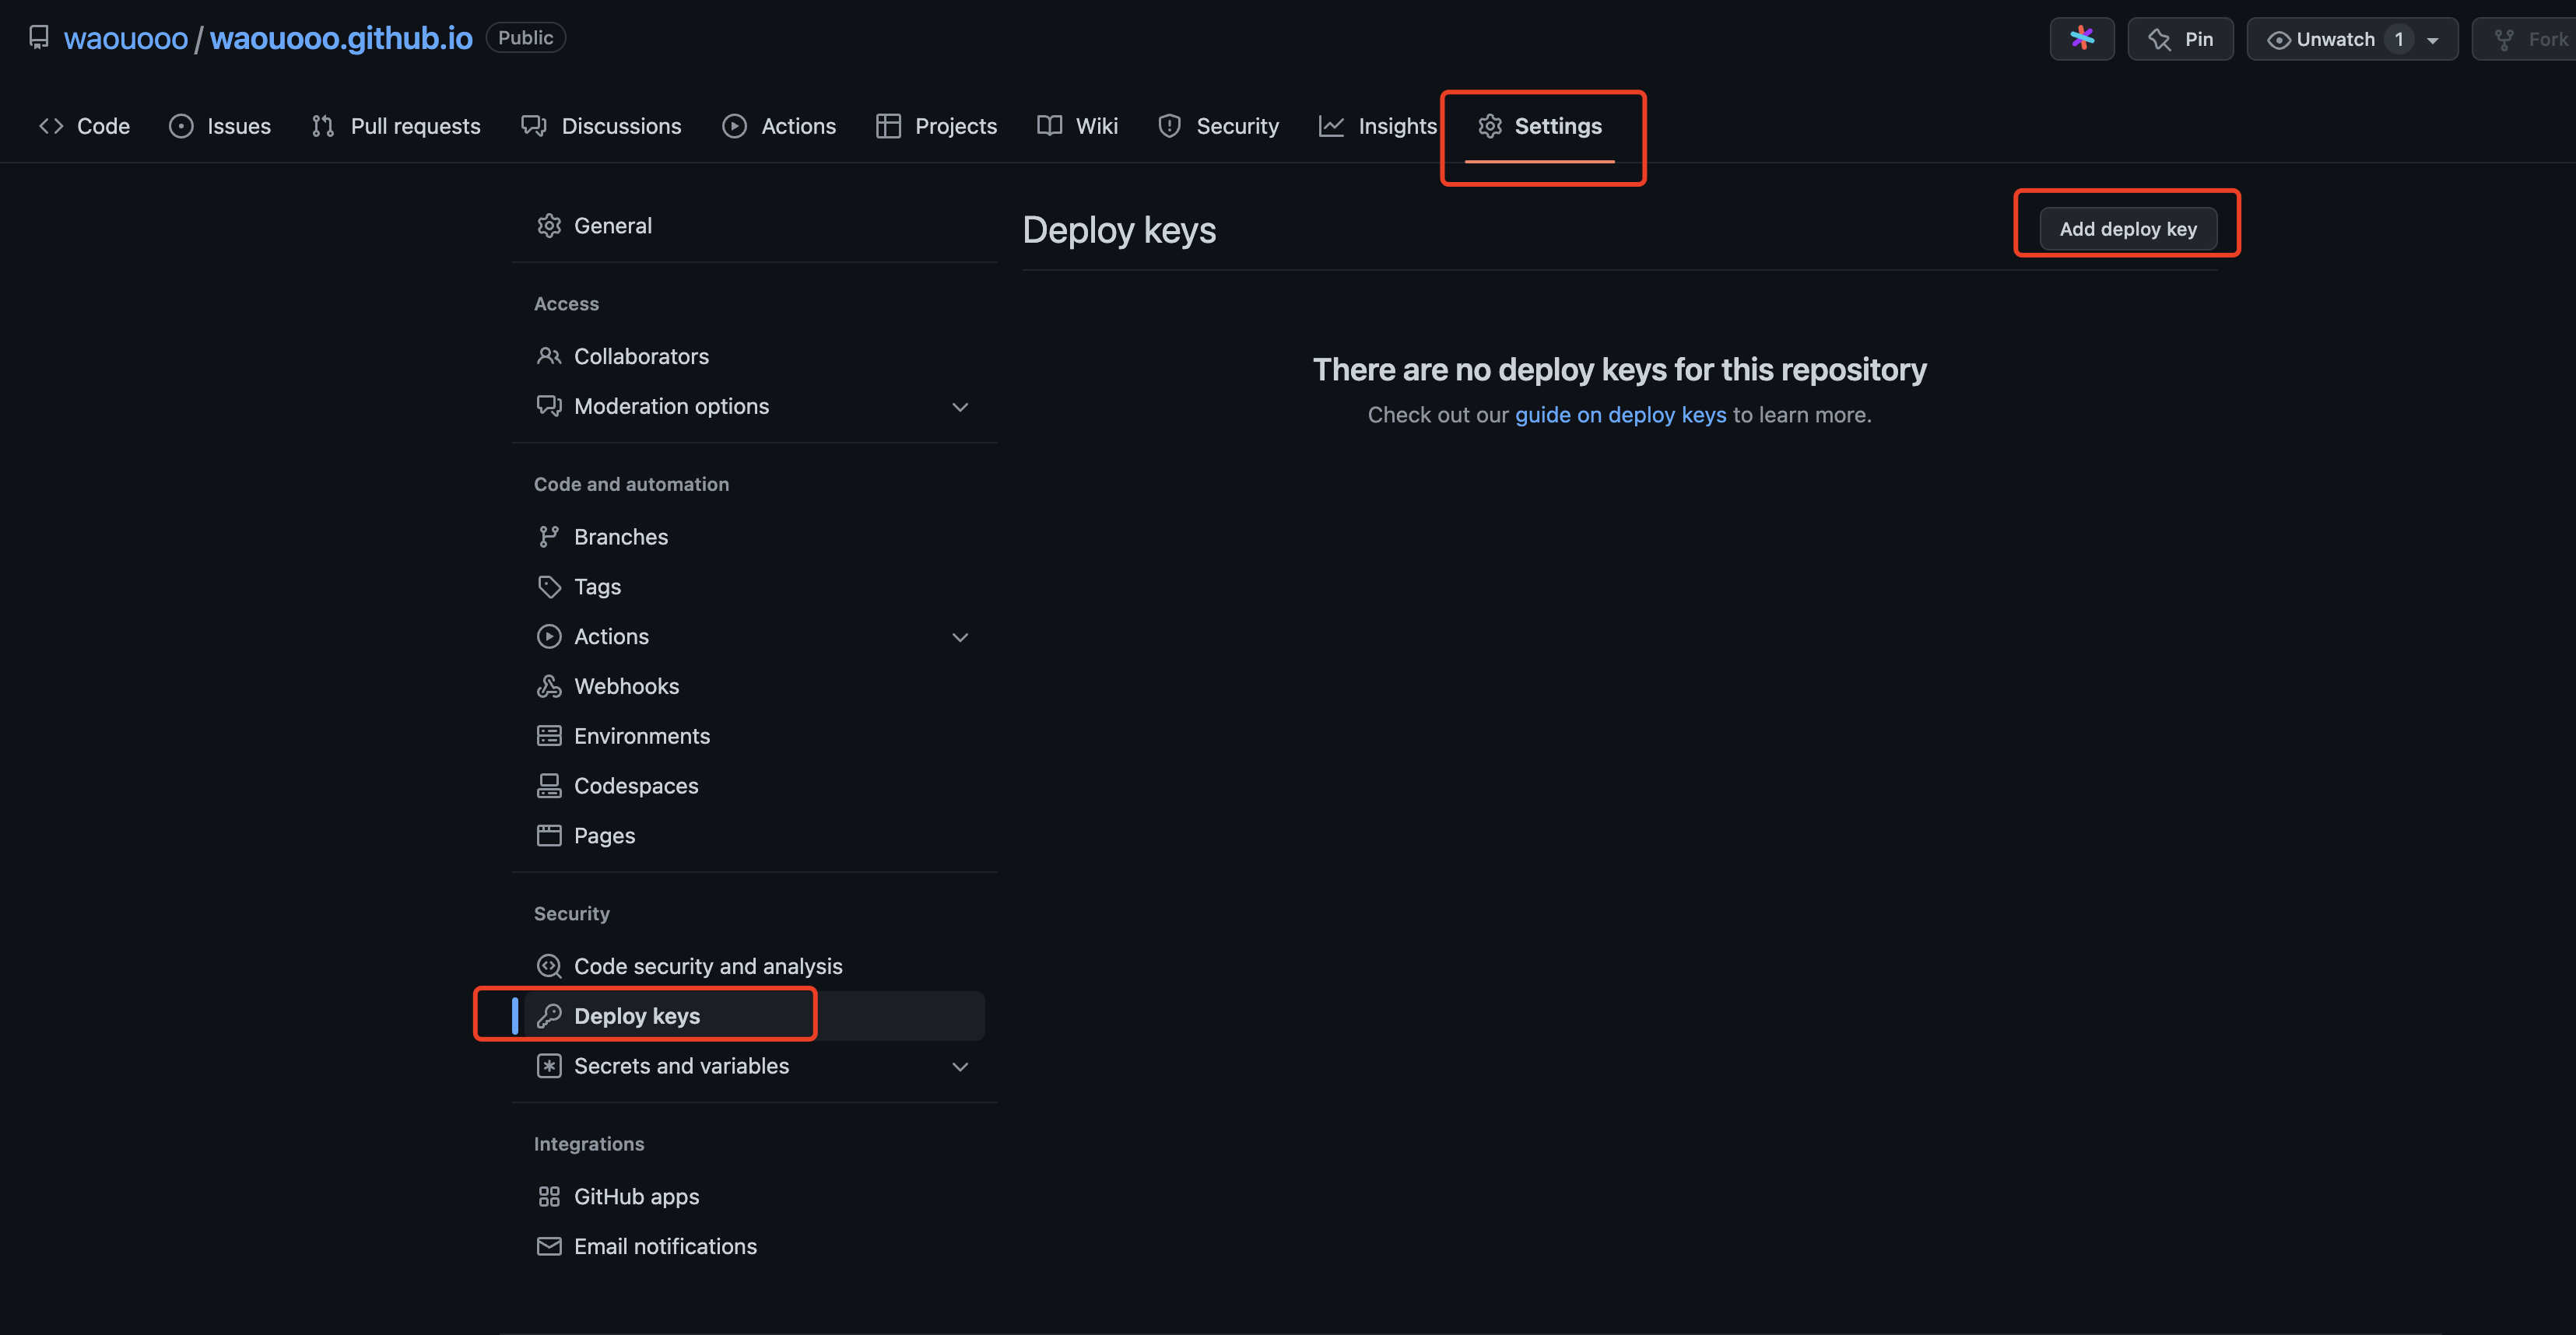 waouooo / waouooo.github.io Public
Pin
Unwatch 1
Fork
Code
Issues
Pull requests
Discussions
Actions
Projects
Wiki
Security
Insights
Settings
General
Access
Collaborators
Moderation options
Code and automation
Branches
Tags
Actions
Webhooks
Environments
Codespaces
Pages
Security
Code security and analysis
Deploy keys
Secrets and variables
Integrations
GitHub apps
Email notifications
Deploy keys
Add deploy key
There are no deploy keys for this repository
Check out our guide on deploy keys to learn more.